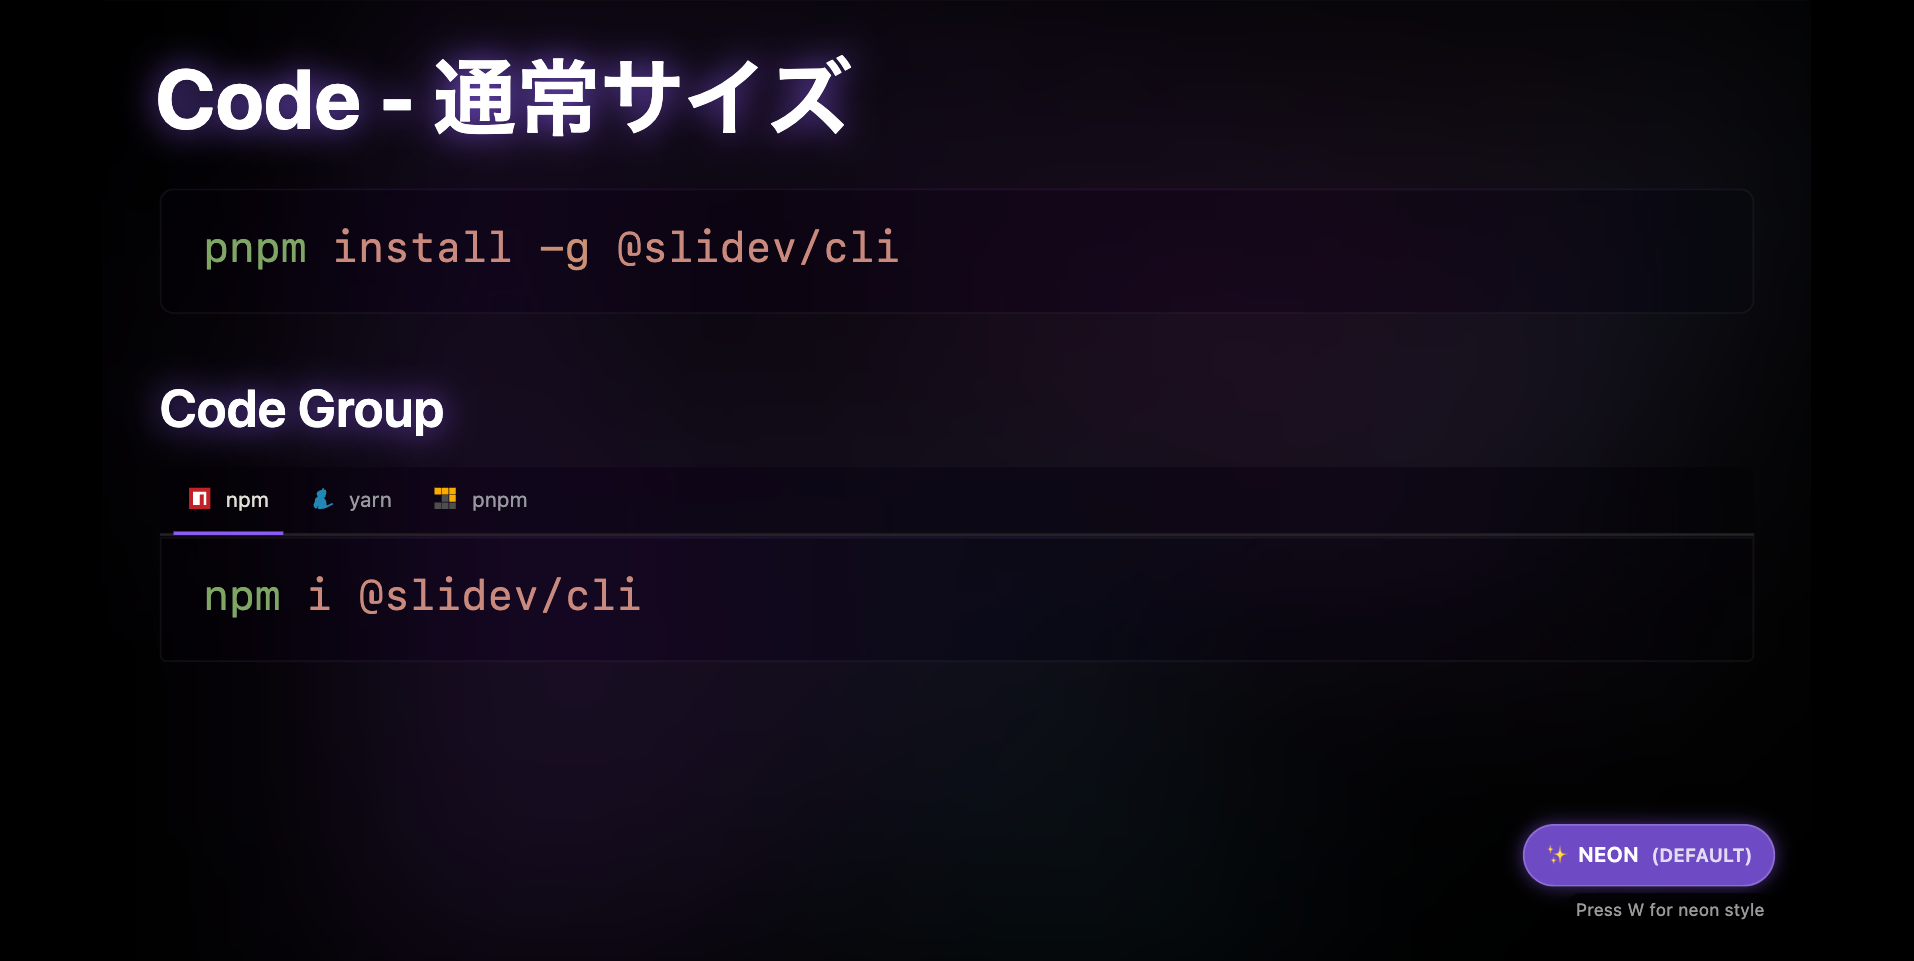 Code - 通常サイズ
pnpm install -g @slidev/cli
Code Group
npm yarn pnpm
npm i @slidev/cli
✨ NEON (DEFAULT)
Press W for neon style